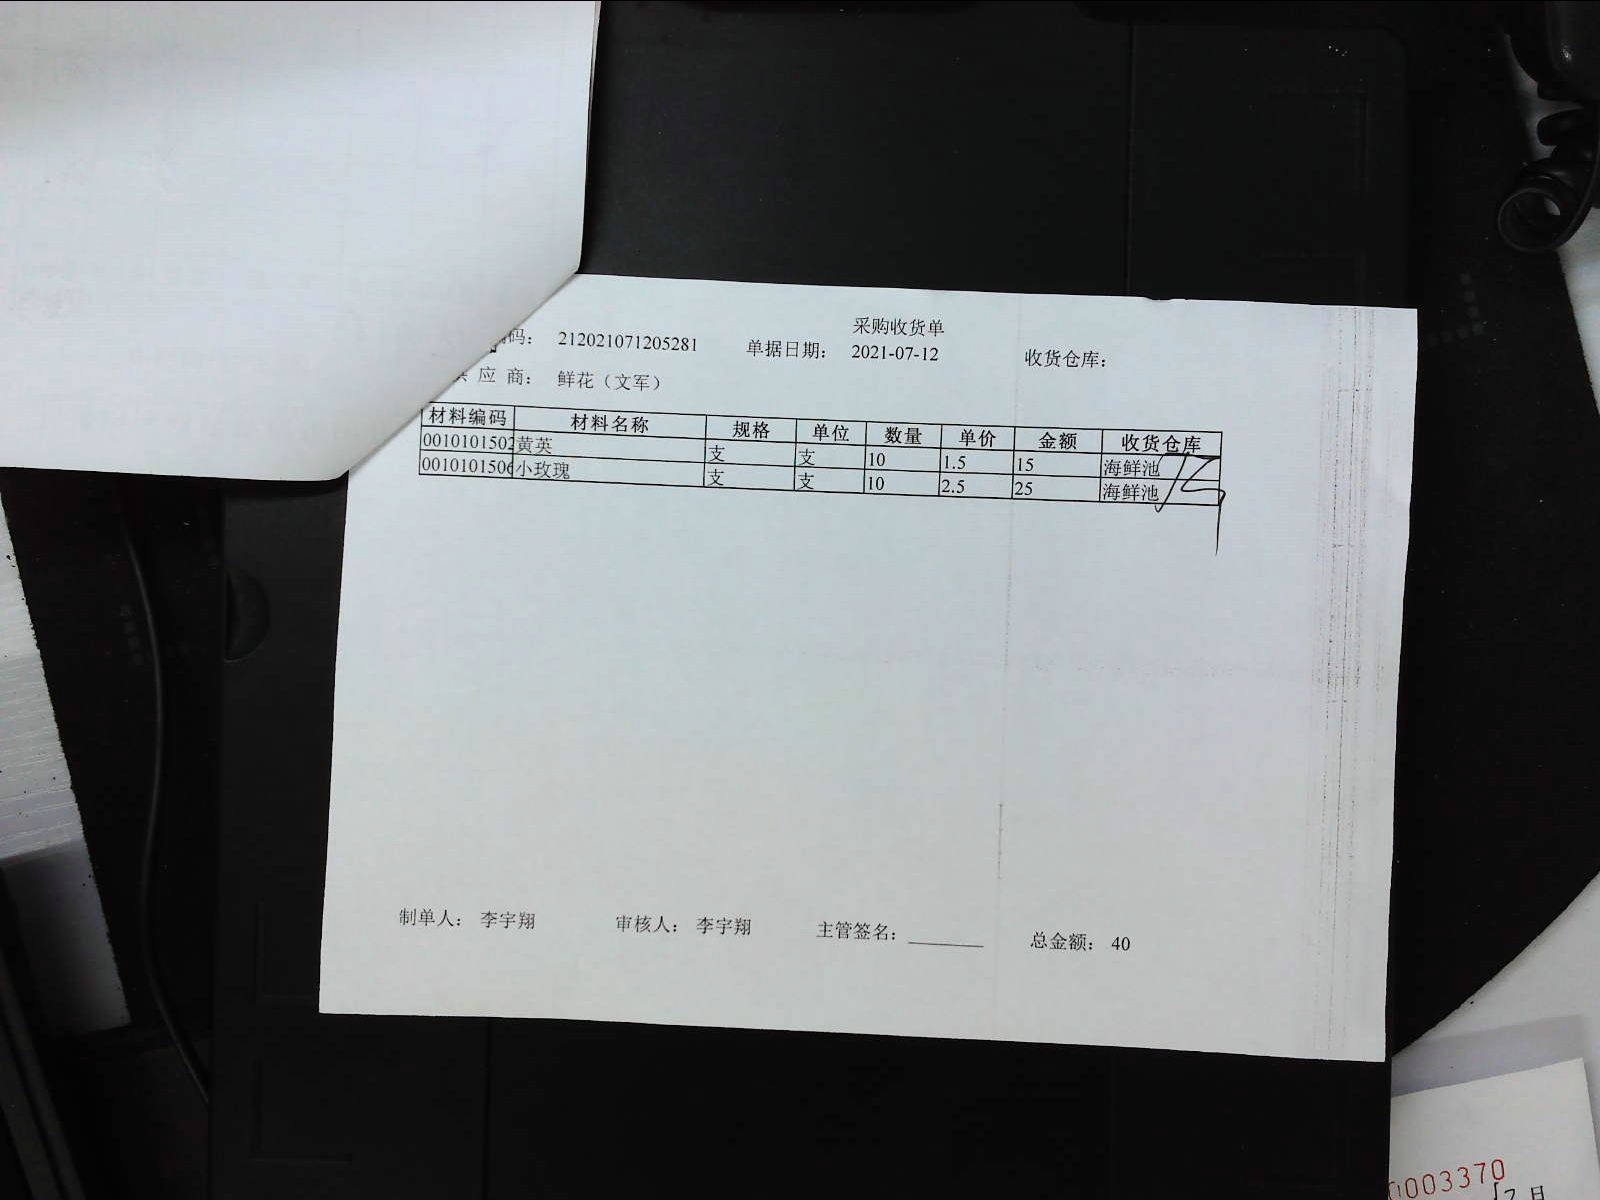 采购收货单
码： 212021071205281 单据日期： 2021-07-12 收货仓库：
供 应 商： 鲜花（文军）
材料编码 材料名称 规格 单位 数量 单价 金额 收货仓库
0010101502 黄英 支 支 10 1.5 15 海鲜池
0010101506 小玫瑰 支 支 10 2.5 25 海鲜池
制单人： 李宇翔 审核人： 李宇翔 主管签名： 总金额： 40
0003370